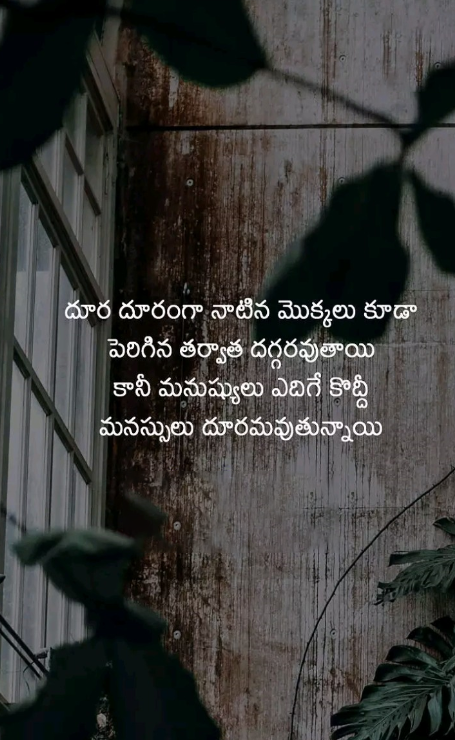 దూర దూరంగా నాటిన మొక్కలు కూడా
పెరిగిన తర్వాత దగ్గరవుతాయి
కానీ మనుష్యులు ఎదిగే కొద్దీ
మనస్సులు దూరమవుతున్నాయి